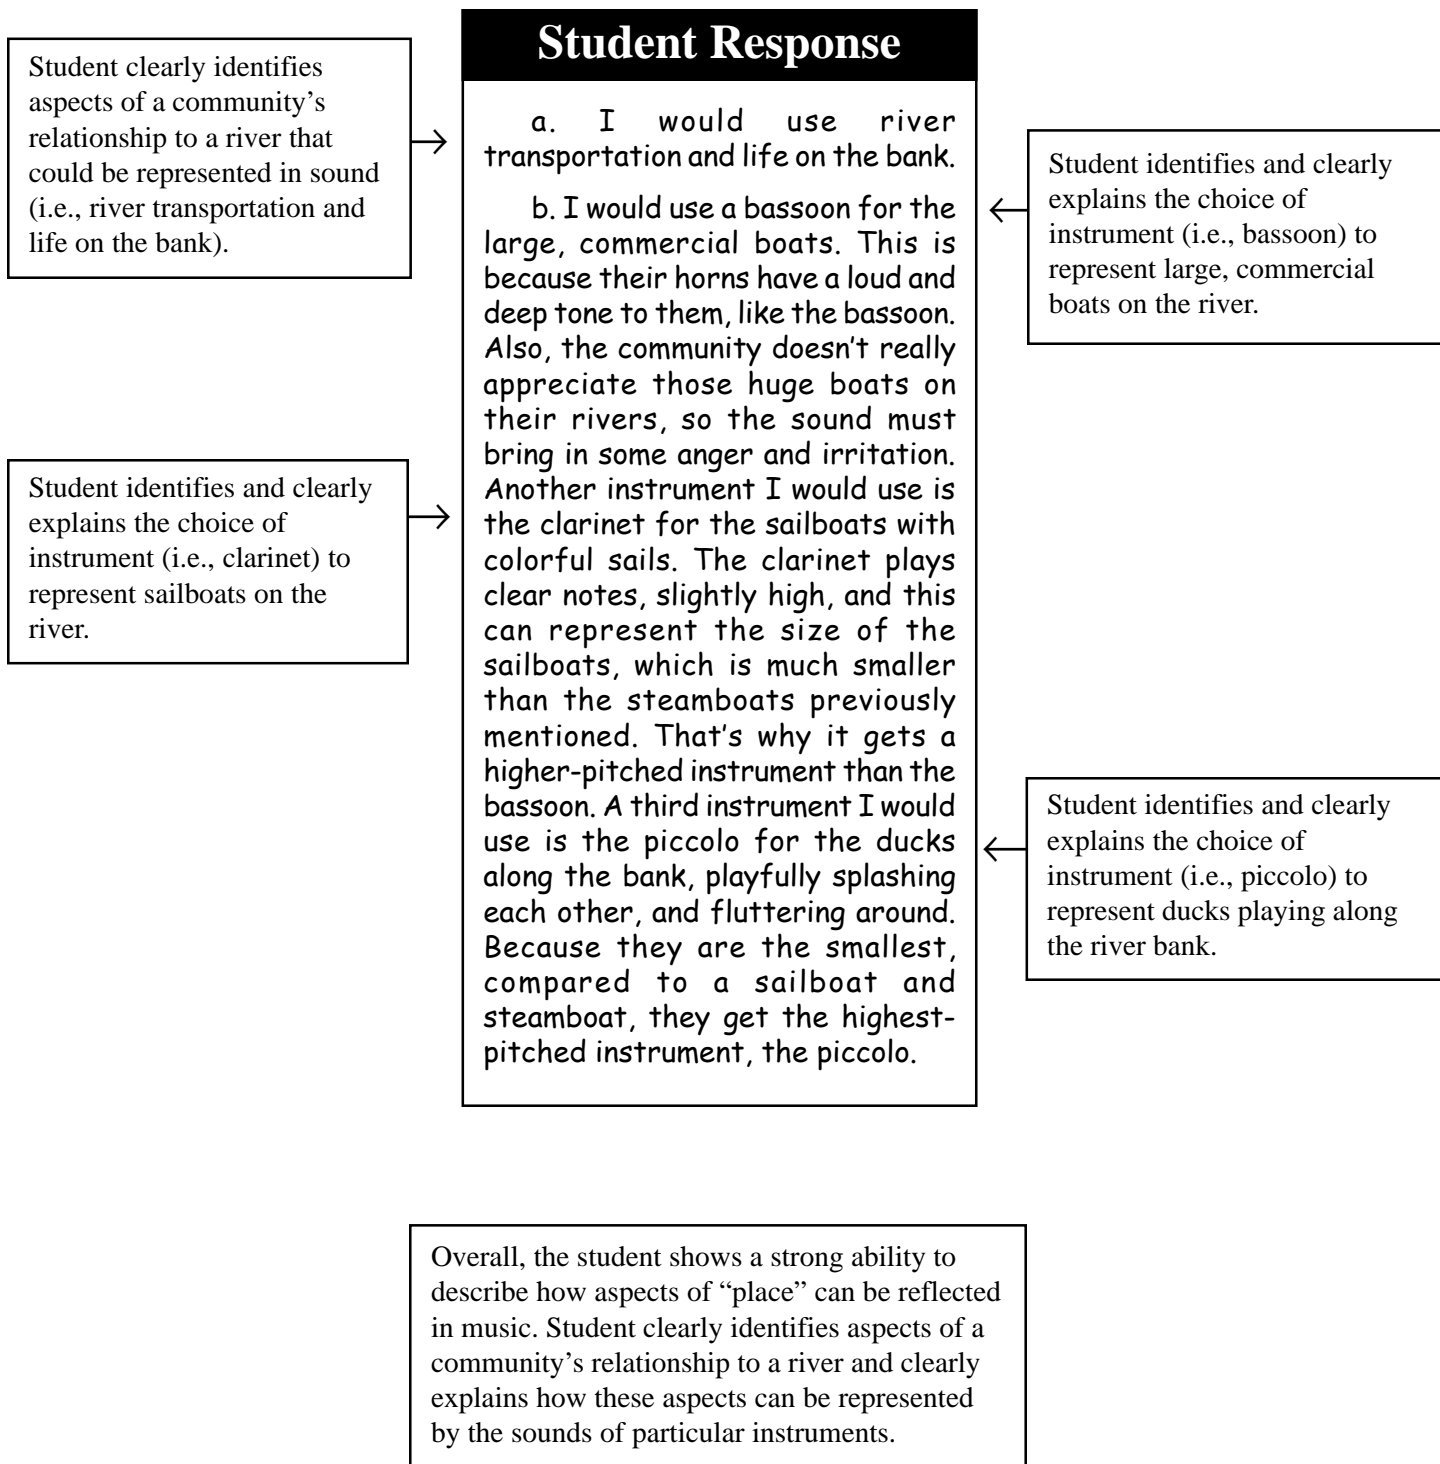 Student Response
Student clearly identifies
aspects of a community’s
relationship to a river that
could be represented in sound
(i.e., river transportation and
life on the bank).
a. I would use river
transportation and life on the bank.
b. I would use a bassoon for the
large, commercial boats. This is
because their horns have a loud and
deep tone to them, like the bassoon.
Also, the community doesn't really
appreciate those huge boats on
their rivers, so the sound must
bring in some anger and irritation.
Another instrument I would use is
the clarinet for the sailboats with
colorful sails. The clarinet plays
clear notes, slightly high, and this
can represent the size of the
sailboats, which is much smaller
than the steamboats previously
mentioned. That's why it gets a
higher-pitched instrument than the
bassoon. A third instrument I would
use is the piccolo for the ducks
along the bank, playfully splashing
each other, and fluttering around.
Because they are the smallest,
compared to a sailboat and
steamboat, they get the highest-
pitched instrument, the piccolo.
Student identifies and clearly
explains the choice of
instrument (i.e., bassoon) to
represent large, commercial
boats on the river.
Student identifies and clearly
explains the choice of
instrument (i.e., clarinet) to
represent sailboats on the
river.
Student identifies and clearly
explains the choice of
instrument (i.e., piccolo) to
represent ducks playing along
the river bank.
Overall, the student shows a strong ability to
describe how aspects of “place” can be reflected
in music. Student clearly identifies aspects of a
community’s relationship to a river and clearly
explains how these aspects can be represented
by the sounds of particular instruments.